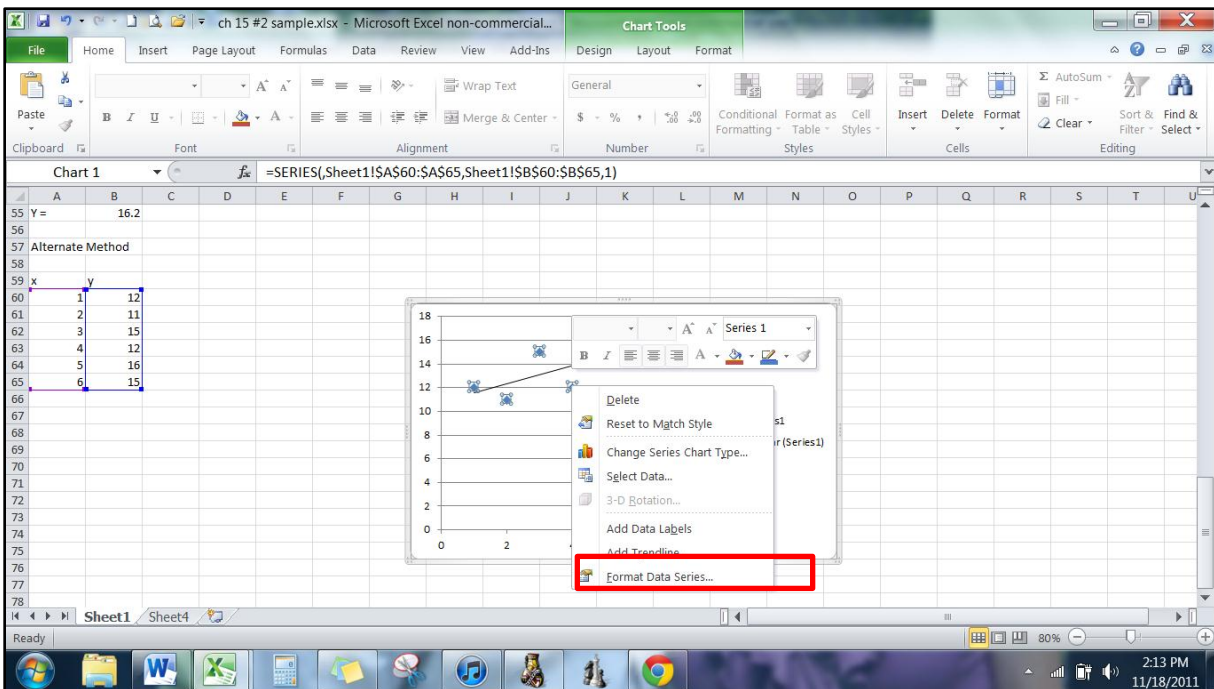 ch 15 #2 sample.xlsx - Microsoft Excel non-commercial...
Chart Tools
File Home Insert Page Layout Formulas Data Review View Add-Ins Design Layout Format
Paste
Clipboard
B I U A
Font
Wrap Text
Merge & Center
Alignment
General
$ % , .0 .00 .00 .0
Number
Conditional Formatting
Format as Table
Cell Styles
Styles
Insert Delete Format
Cells
Σ AutoSum
Fill
Clear
Sort & Filter
Find & Select
Editing
Chart 1 fx =SERIES(,Sheet1!$A$60:$A$65,Sheet1!$B$60:$B$65,1)
A B C D E F G H I J K L M N O P Q R S T U
55 Y = 16.2
56
57 Alternate Method
58
59 x y
60 1 12
61 2 11
62 3 15
63 4 12
64 5 16
65 6 15
66
67
68
69
70
71
72
73
74
75
76
77
78
18
16
14
12
10
8
6
4
2
0
0 2
Series 1
B I A
s1
r (Series1)
Delete
Reset to Match Style
Change Series Chart Type...
Select Data...
3-D Rotation...
Add Data Labels
Add Trendline
Format Data Series...
Sheet1 Sheet4
Ready
80%
2:13 PM
11/18/2011